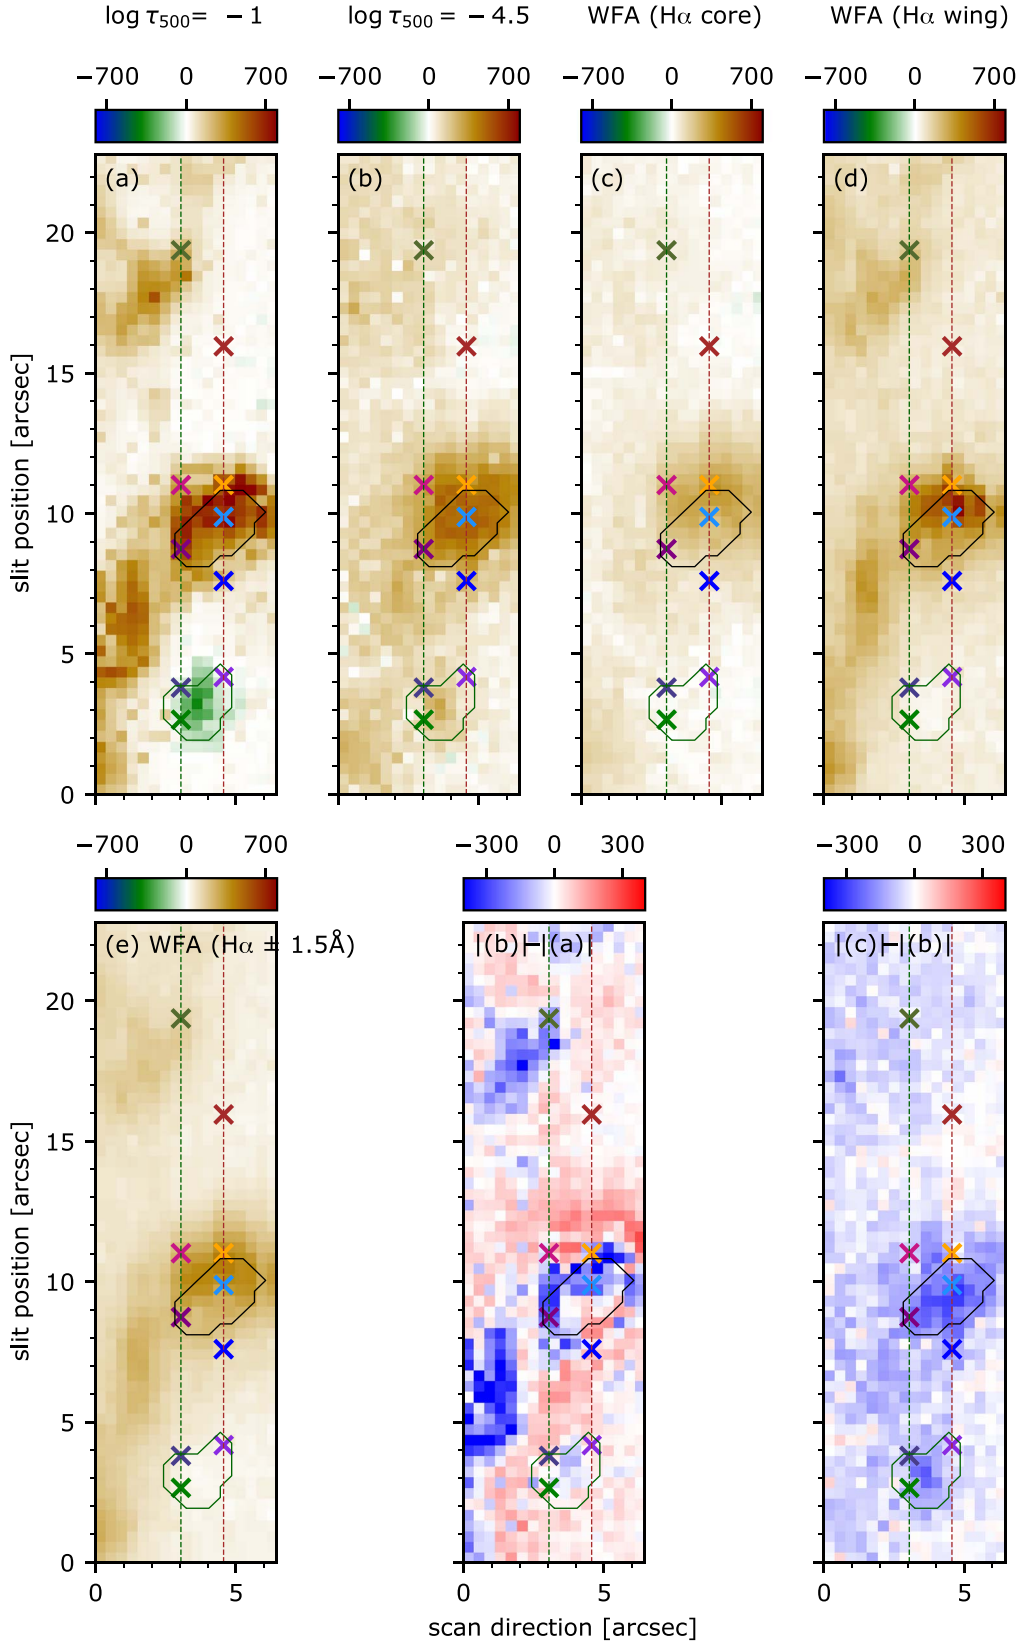 log τ500= −1 log τ500= −4.5 WFA (Hα core) WFA (Hα wing)
−700 0 700 −700 0 700 −700 0 700 −700 0 700
(a) (b) (c) (d)
20
15
10
5
0
slit position [arcsec]
−700 0 700 −300 0 300 −300 0 300
(e) WFA (Hα ± 1.5Å) |(b)|−|(a)| |(c)|−|(b)|
20
15
10
5
0
slit position [arcsec]
0 5 0 5 0 5
scan direction [arcsec]